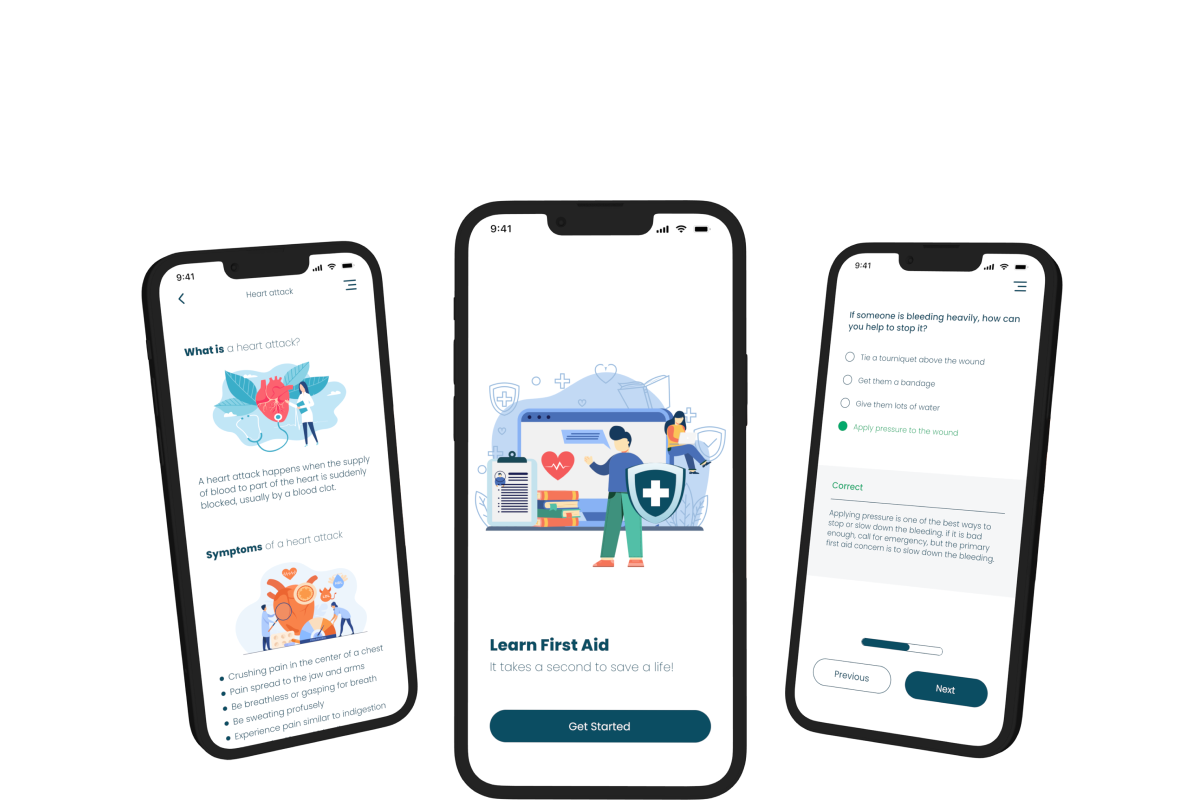 9:41
Heart attack
What is a heart attack?
A heart attack happens when the supply
of blood to part of the heart is suddenly
blocked, usually by a blood clot.
Symptoms of a heart attack
Crushing pain in the center of a chest
Pain spread to the jaw and arms
Be breathless or gasping for breath
Be sweating profusely
Experience pain similar to indigestion
9:41
Learn First Aid
It takes a second to save a life!
Get Started
9:41
If someone is bleeding heavily, how can
you help to stop it?
Tie a tourniquet above the wound
Get them a bandage
Give them lots of water
Apply pressure to the wound
Correct
Applying pressure is one of the best ways to
stop or slow down the bleeding. If it is bad
enough, call for emergency, but the primary
first aid concern is to slow down the bleeding.
Previous
Next